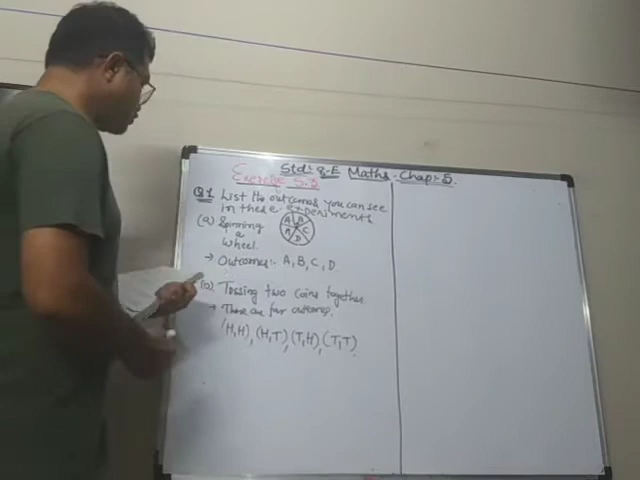 Std: 8-E Maths. Chap: 5.
Exercise 5.3
Q.1 List the outcomes you can see
in these experiments
(a) Spinning
a
wheel.
A B C D A
→ Outcomes:- A, B, C, D.
(b) Tossing two coins together
→ There are four outcomes.
(H,H), (H,T), (T,H), (T,T).